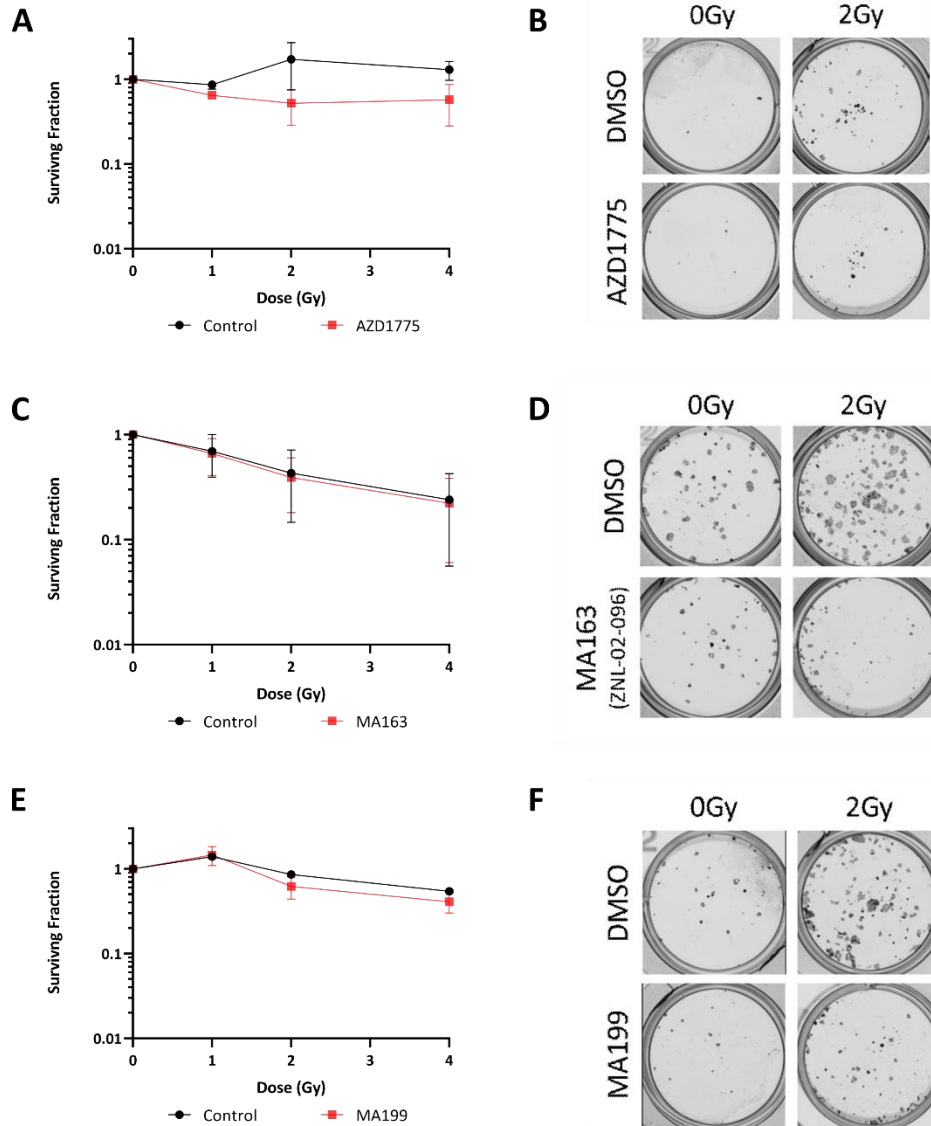 A
Survivng Fraction
1
0.1
0.01
0 1 2 3 4
Dose (Gy)
Control AZD1775
B
0Gy 2Gy
DMSO
AZD1775
C
Survivng Fraction
1
0.1
0.01
0 1 2 3 4
Dose (Gy)
Control MA163
D
0Gy 2Gy
DMSO
MA163
(ZNL-02-096)
E
Survivng Fraction
1
0.1
0.01
0 1 2 3 4
Dose (Gy)
Control MA199
F
0Gy 2Gy
DMSO
MA199